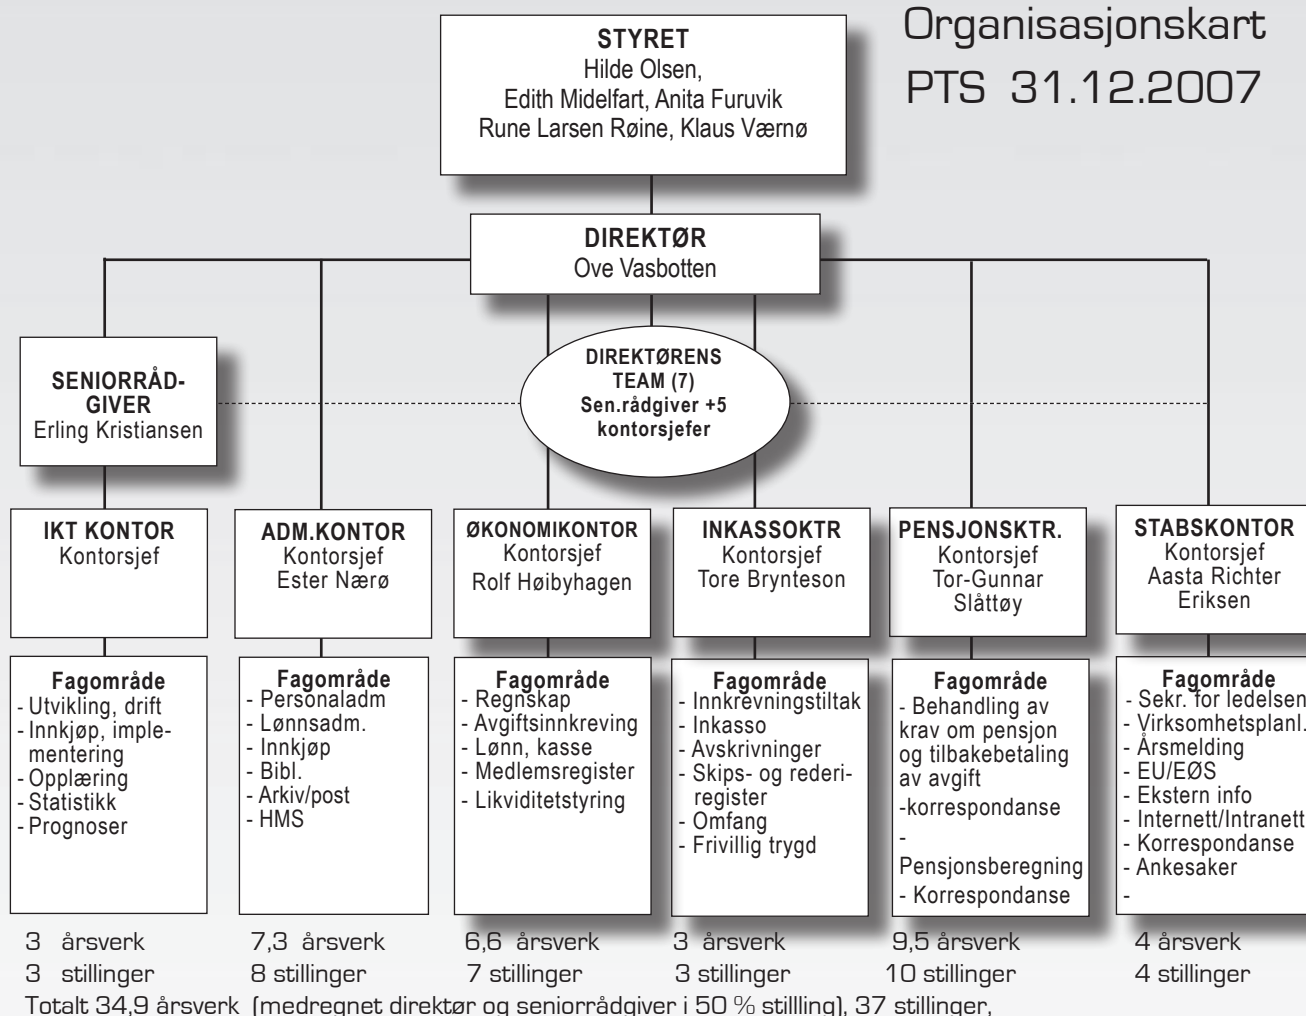 Organisasjonskart
PTS 31.12.2007
STYRET
Hilde Olsen,
Edith Midelfart, Anita Furuvik
Rune Larsen Røine, Klaus Værnø
DIREKTØR
Ove Vasbotten
SENIORRÅD-
GIVER
Erling Kristiansen
DIREKTØRENS
TEAM (7)
Sen.rådgiver +5
kontorsjefer
IKT KONTOR
Kontorsjef
ADM.KONTOR
Kontorsjef
Ester Nærø
ØKONOMIKONTOR
Kontorsjef
Rolf Høibyhagen
INKASSOKTR
Kontorsjef
Tore Brynteson
PENSJONSKTR.
Kontorsjef
Tor-Gunnar
Slåttøy
STABSKONTOR
Kontorsjef
Aasta Richter
Eriksen
Fagområde
- Utvikling, drift
- Innkjøp, imple-
mentering
- Opplæring
- Statistikk
- Prognoser
Fagområde
- Personaladm
- Lønnsadm.
- Innkjøp
- Bibl.
- Arkiv/post
- HMS
Fagområde
- Regnskap
- Avgiftsinnkreving
- Lønn, kasse
- Medlemsregister
- Likviditetstyring
Fagområde
- Innkrevningstiltak
- Inkasso
- Avskrivninger
- Skips- og rederi-
register
- Omfang
- Frivillig trygd
Fagområde
- Behandling av
krav om pensjon
og tilbakebetaling
av avgift
-korrespondanse
-
Pensjonsberegning
- Korrespondanse
Fagområde
- Sekr. for ledelsen
- Virksomhetsplanl.
- Årsmelding
- EU/EØS
- Ekstern info
- Internett/Intranett
- Korrespondanse
- Ankesaker
-
3 årsverk
3 stillinger
7,3 årsverk
8 stillinger
6,6 årsverk
7 stillinger
3 årsverk
3 stillinger
9,5 årsverk
10 stillinger
4 årsverk
4 stillinger
Totalt 34,9 årsverk (medregnet direktør og seniorrådgiver i 50 % stillling), 37 stillinger,